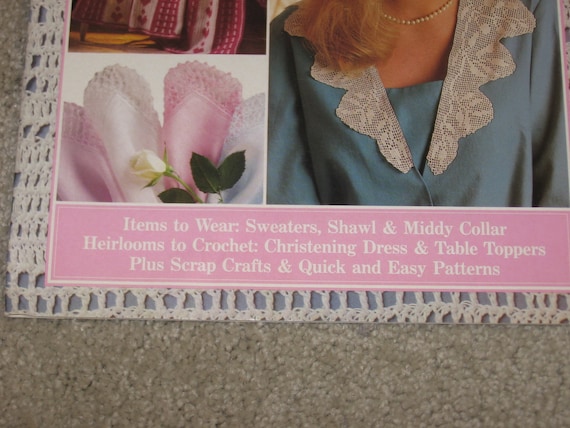 Items to Wear: Sweaters, Shawl & Middy Collar
Heirlooms to Crochet: Christening Dress & Table Toppers
Plus Scrap Crafts & Quick and Easy Patterns